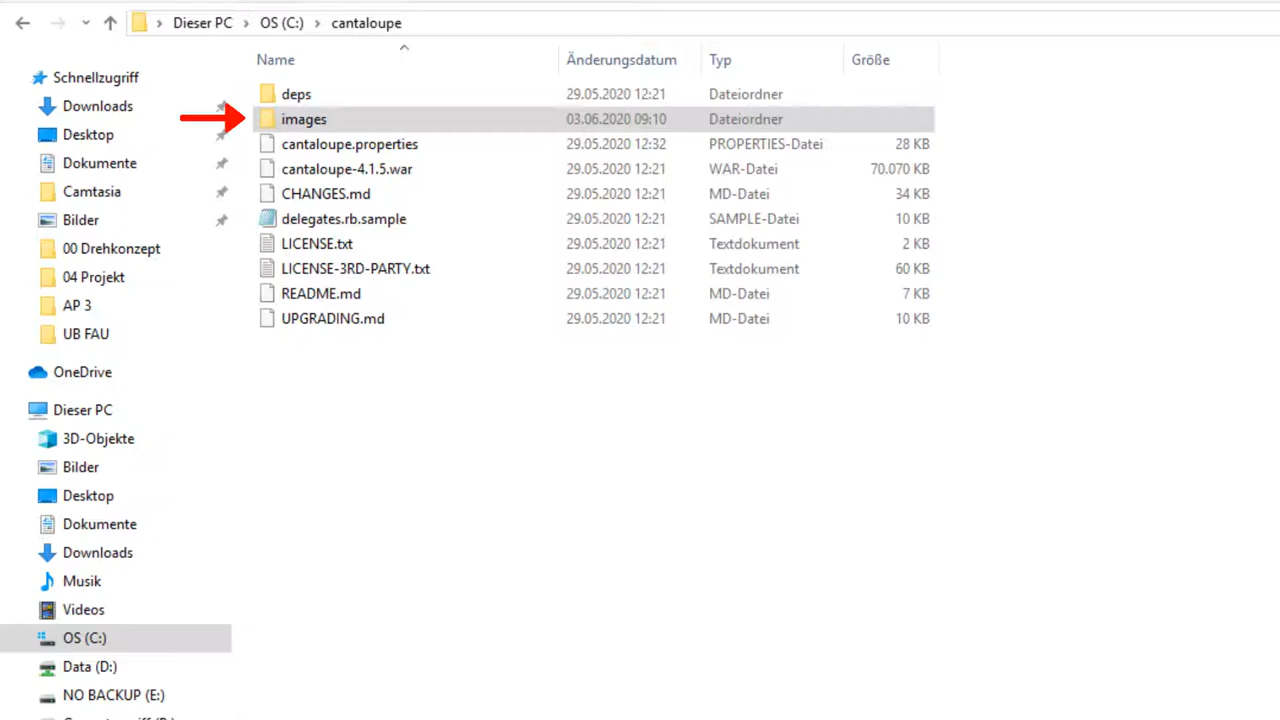 Dieser PC > OS (C:) > cantaloupe
Name Änderungsdatum Typ Größe
Schnellzugriff
Downloads
Desktop
Dokumente
Camtasia
Bilder
00 Drehkonzept
04 Projekt
AP 3
UB FAU
OneDrive
Dieser PC
3D-Objekte
Bilder
Desktop
Dokumente
Downloads
Musik
Videos
OS (C:)
Data (D:)
NO BACKUP (E:)
deps 29.05.2020 12:21 Dateiordner
images 03.06.2020 09:10 Dateiordner
cantaloupe.properties 29.05.2020 12:32 PROPERTIES-Datei 28 KB
cantaloupe-4.1.5.war 29.05.2020 12:21 WAR-Datei 70.070 KB
CHANGES.md 29.05.2020 12:21 MD-Datei 34 KB
delegates.rb.sample 29.05.2020 12:21 SAMPLE-Datei 10 KB
LICENSE.txt 29.05.2020 12:21 Textdokument 2 KB
LICENSE-3RD-PARTY.txt 29.05.2020 12:21 Textdokument 60 KB
README.md 29.05.2020 12:21 MD-Datei 7 KB
UPGRADING.md 29.05.2020 12:21 MD-Datei 10 KB